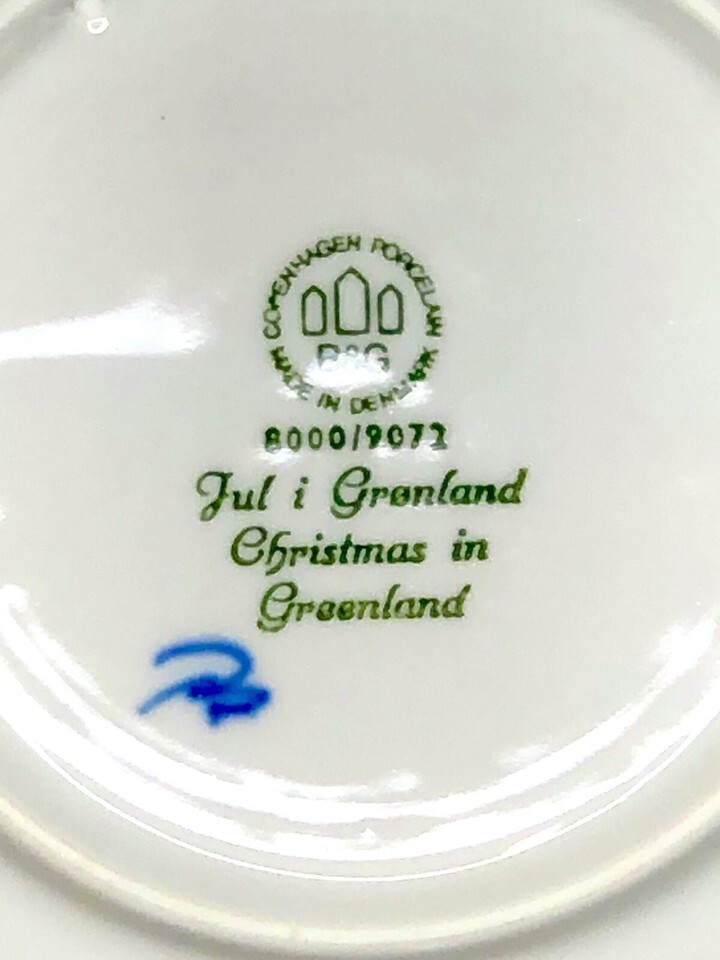 COPENHAGEN PORCELAIN
B&G
MADE IN DENMARK
8000/9072
Jul i Grønland
Christmas in
Greenland